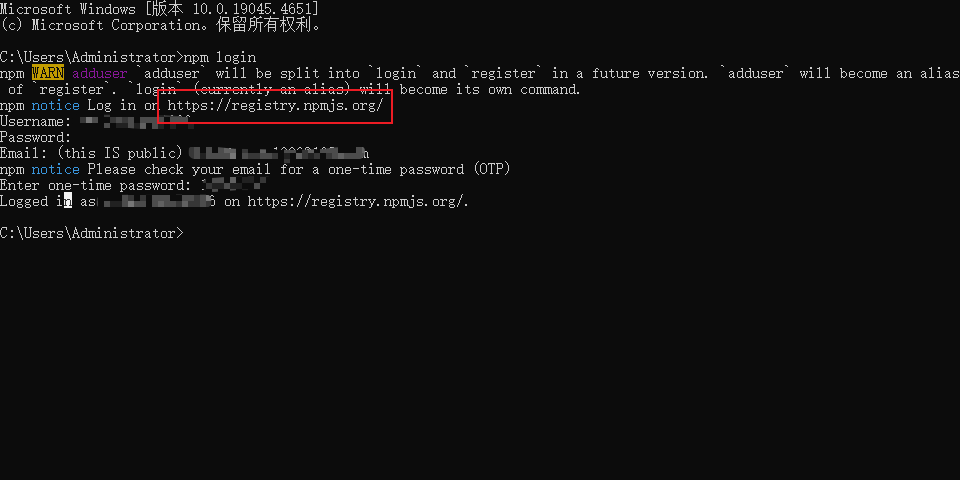 Microsoft Windows [版本 10.0.19045.4651]
(c) Microsoft Corporation。保留所有权利。
C:\Users\Administrator>npm login
npm WARN adduser `adduser` will be split into `login` and `register` in a future version. `adduser` will become an alias
of `register`. `login` (currently an alias) will become its own command.
npm notice Log in on https://registry.npmjs.org/
Username:
Password:
Email: (this IS public)
npm notice Please check your email for a one-time password (OTP)
Enter one-time password:
Logged in as on https://registry.npmjs.org/.
C:\Users\Administrator>